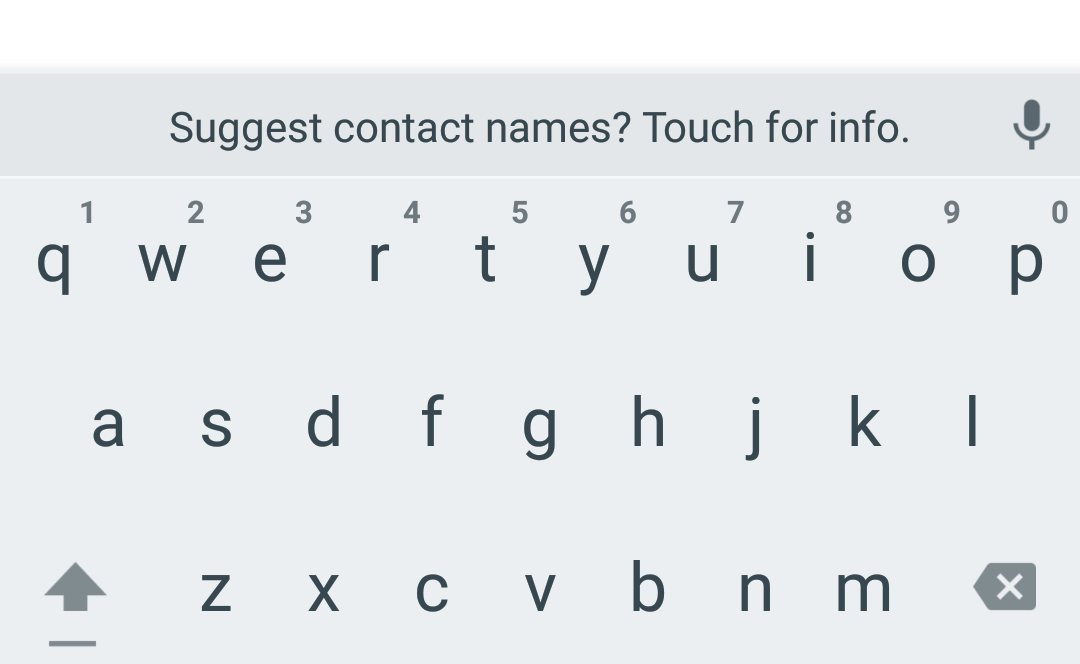 Suggest contact names? Touch for info.
1 2 3 4 5 6 7 8 9 0
q w e r t y u i o p
a s d f g h j k l
z x c v b n m